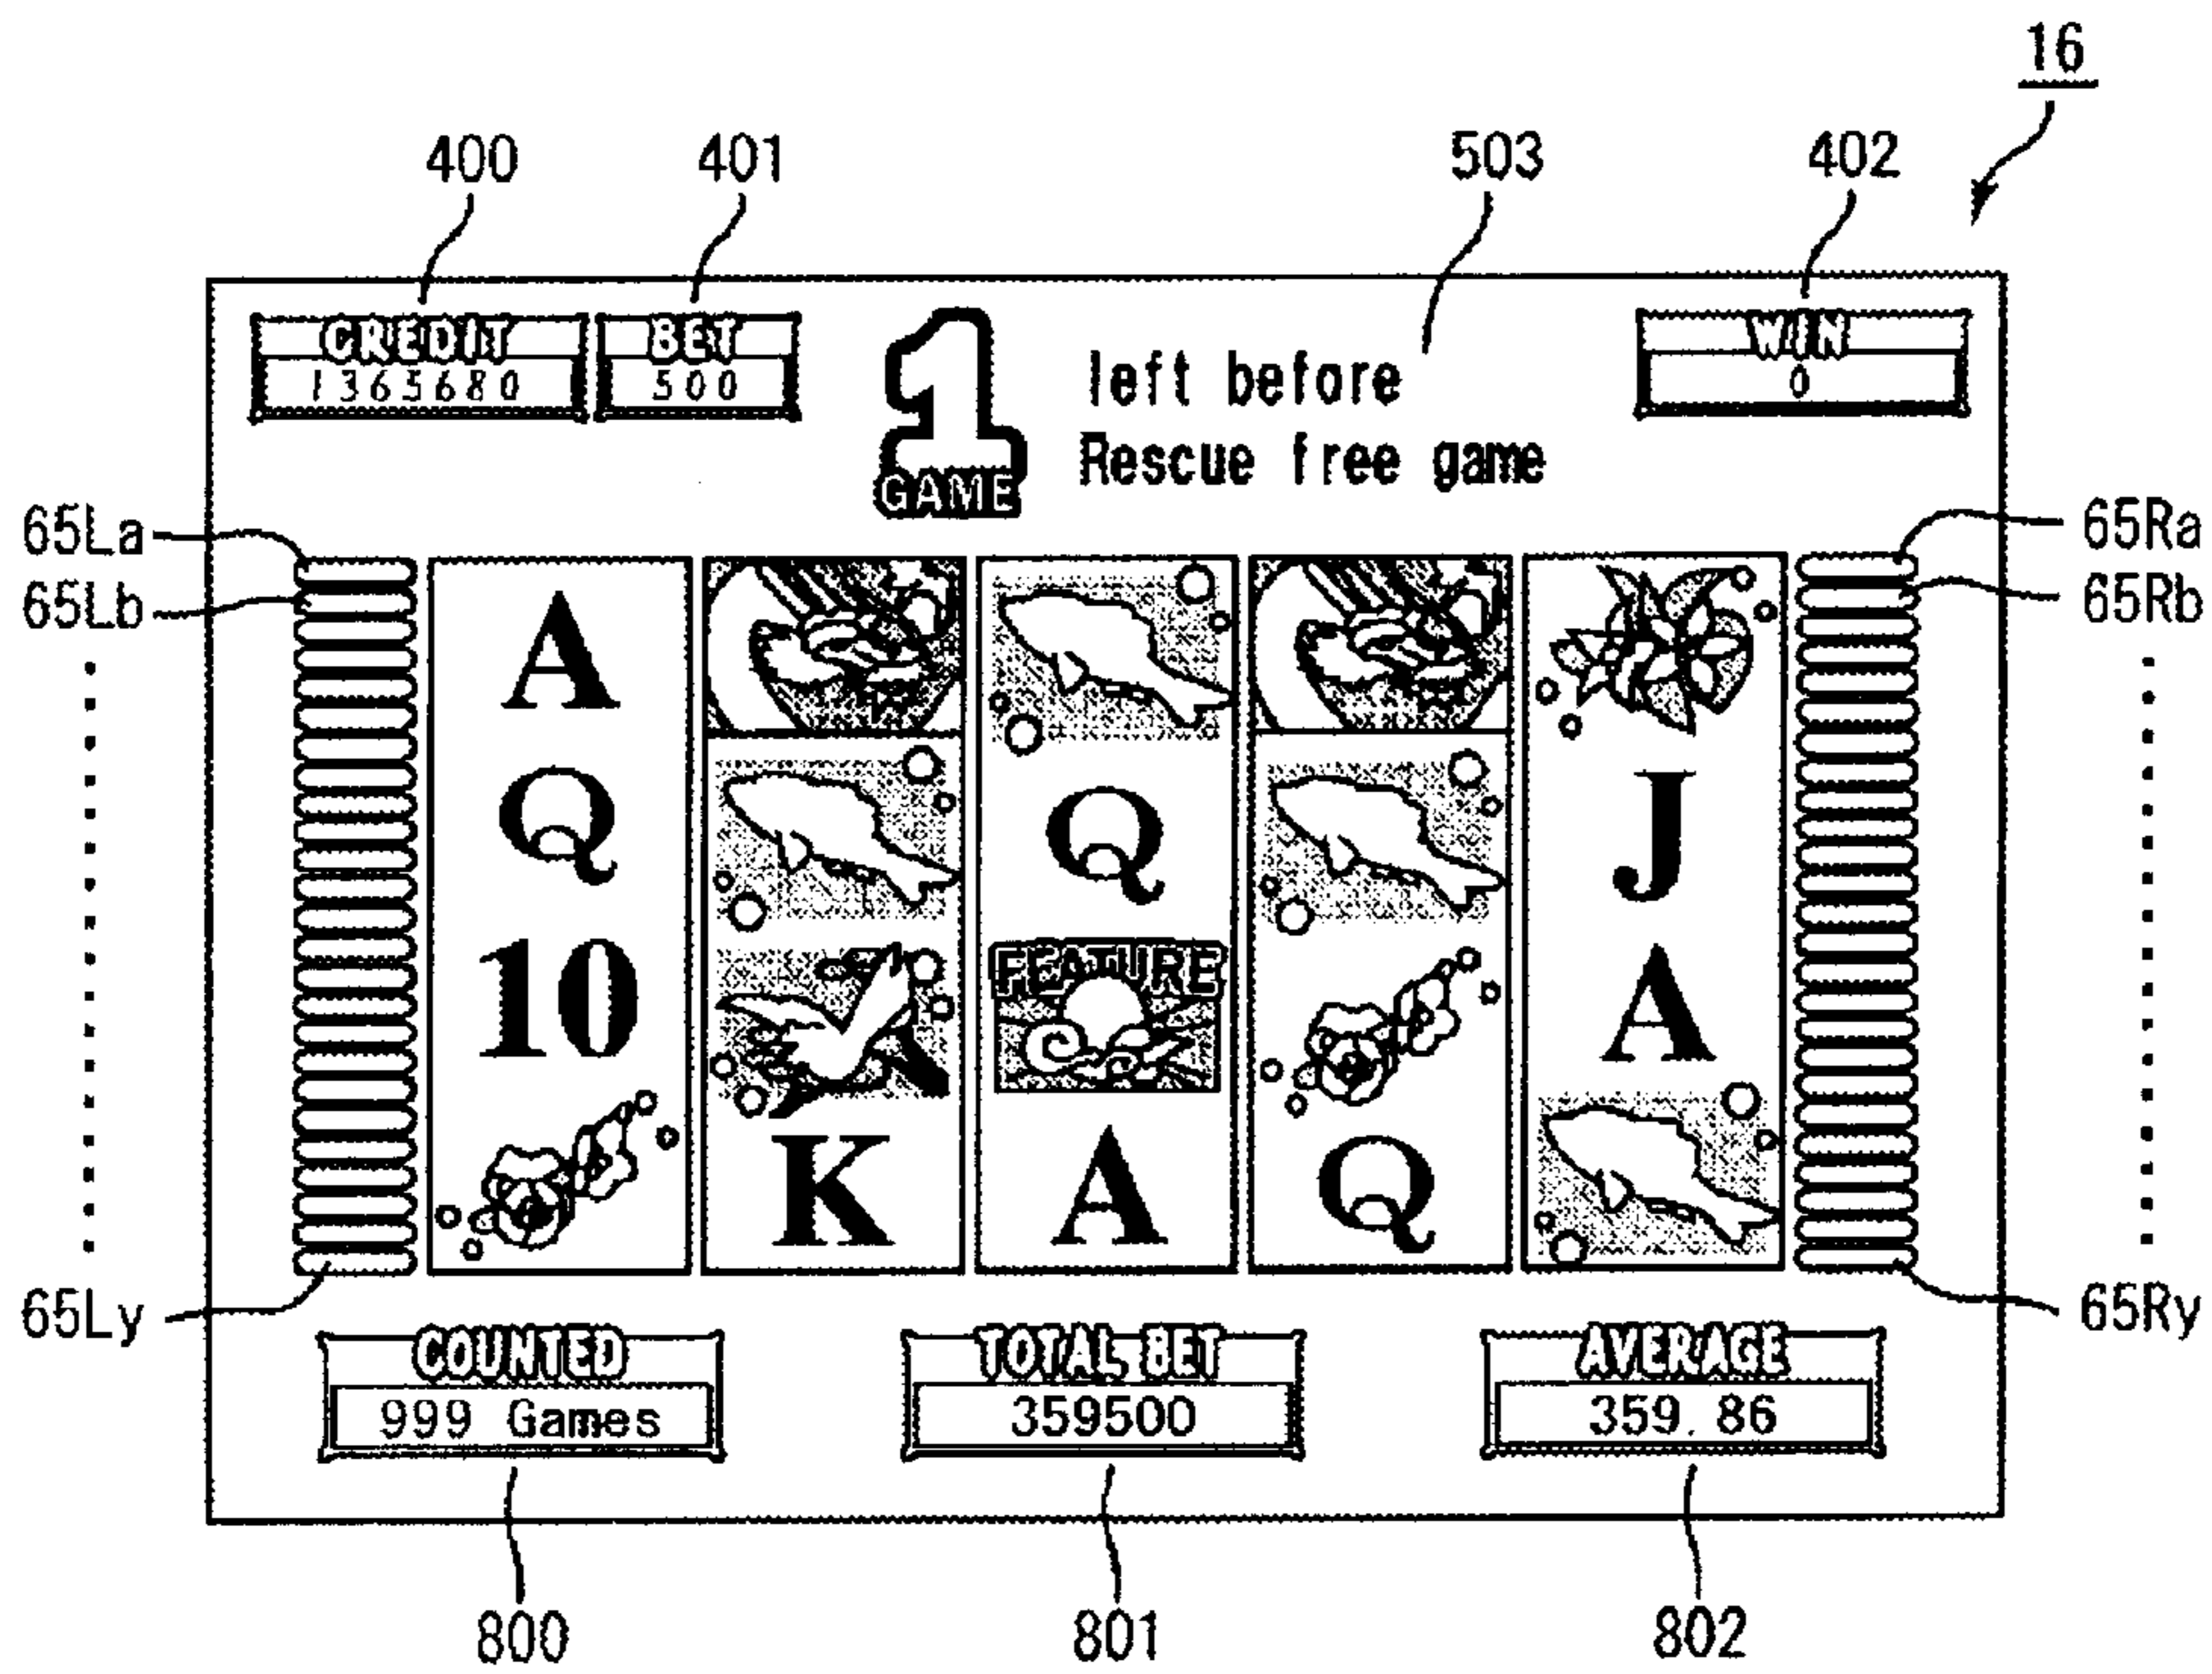 16
400 401 503 402
CREDIT BET WIN
1365680 500 0
1 left before
GAME Rescue free game
65La 65Ra
65Lb 65Rb
A
Q Q J
10 FEATURE A
K A Q
65Ly 65Ry
COUNTED TOTAL BET AVERAGE
999 Games 359500 359.86
800 801 802